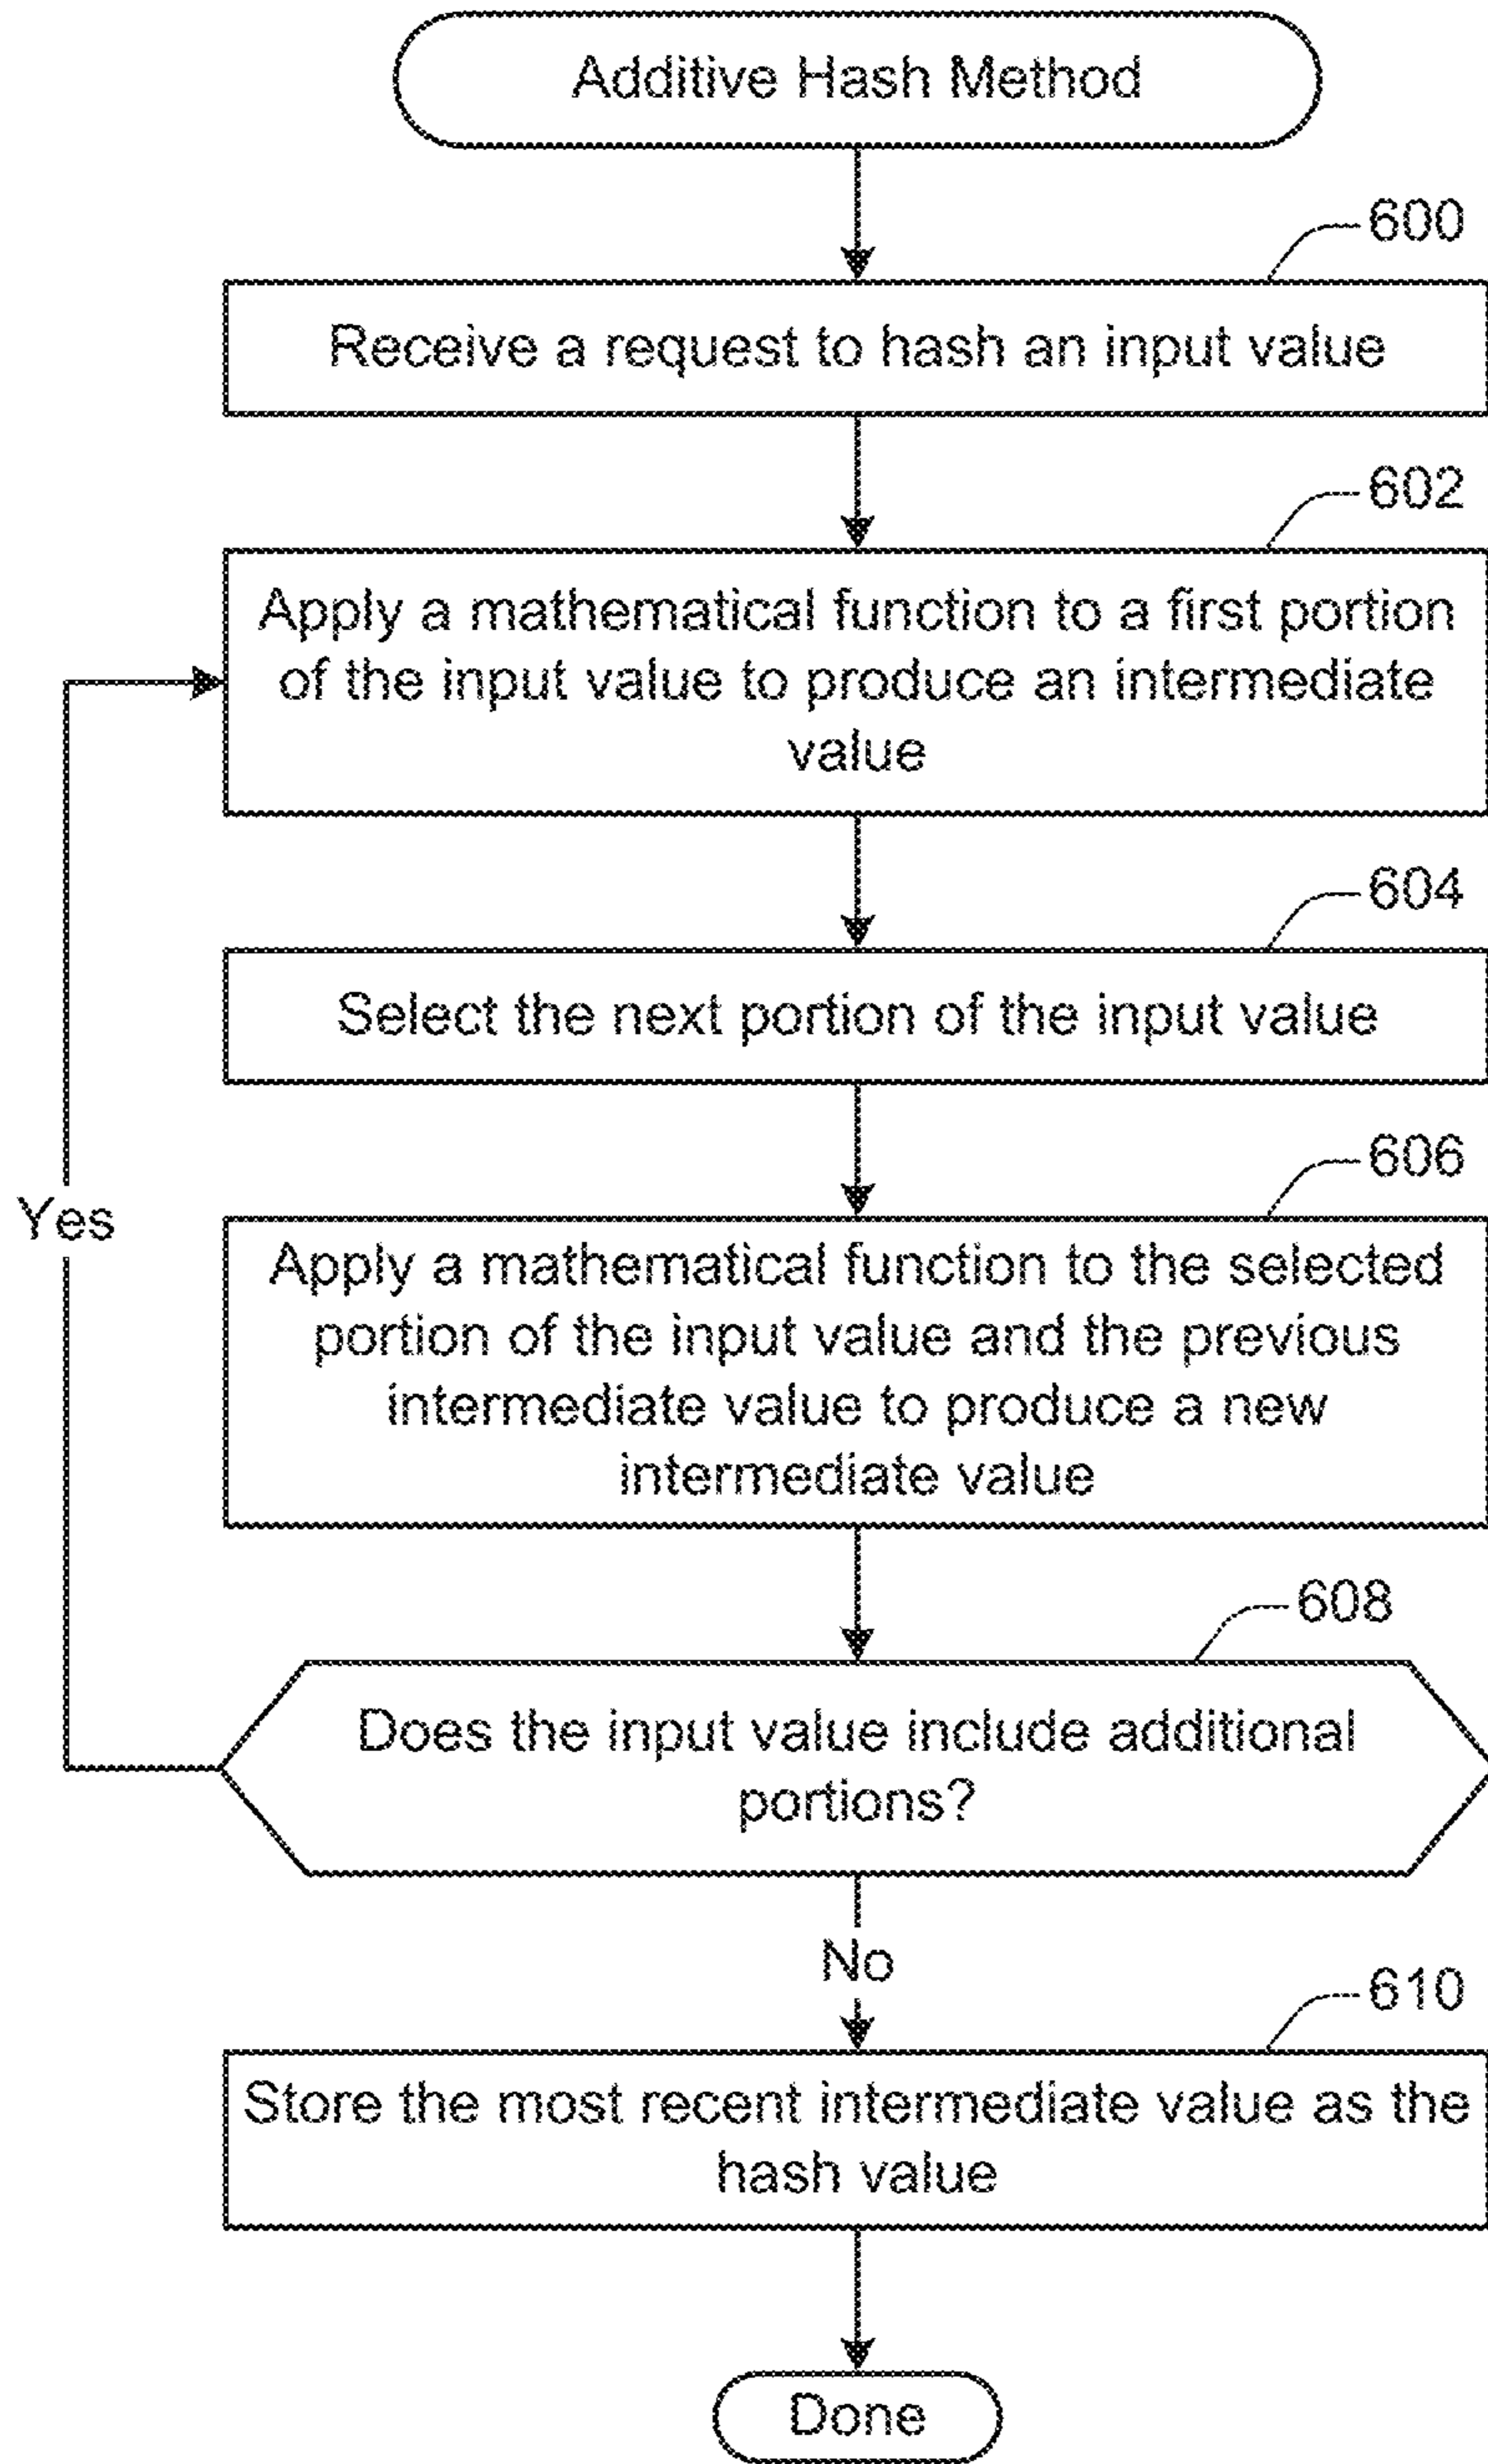 Additive Hash Method
600
Receive a request to hash an input value
602
Apply a mathematical function to a first portion
of the input value to produce an intermediate
value
604
Select the next portion of the input value
606
Yes
Apply a mathematical function to the selected
portion of the input value and the previous
intermediate value to produce a new
intermediate value
608
Does the input value include additional
portions?
No
610
Store the most recent intermediate value as the
hash value
Done